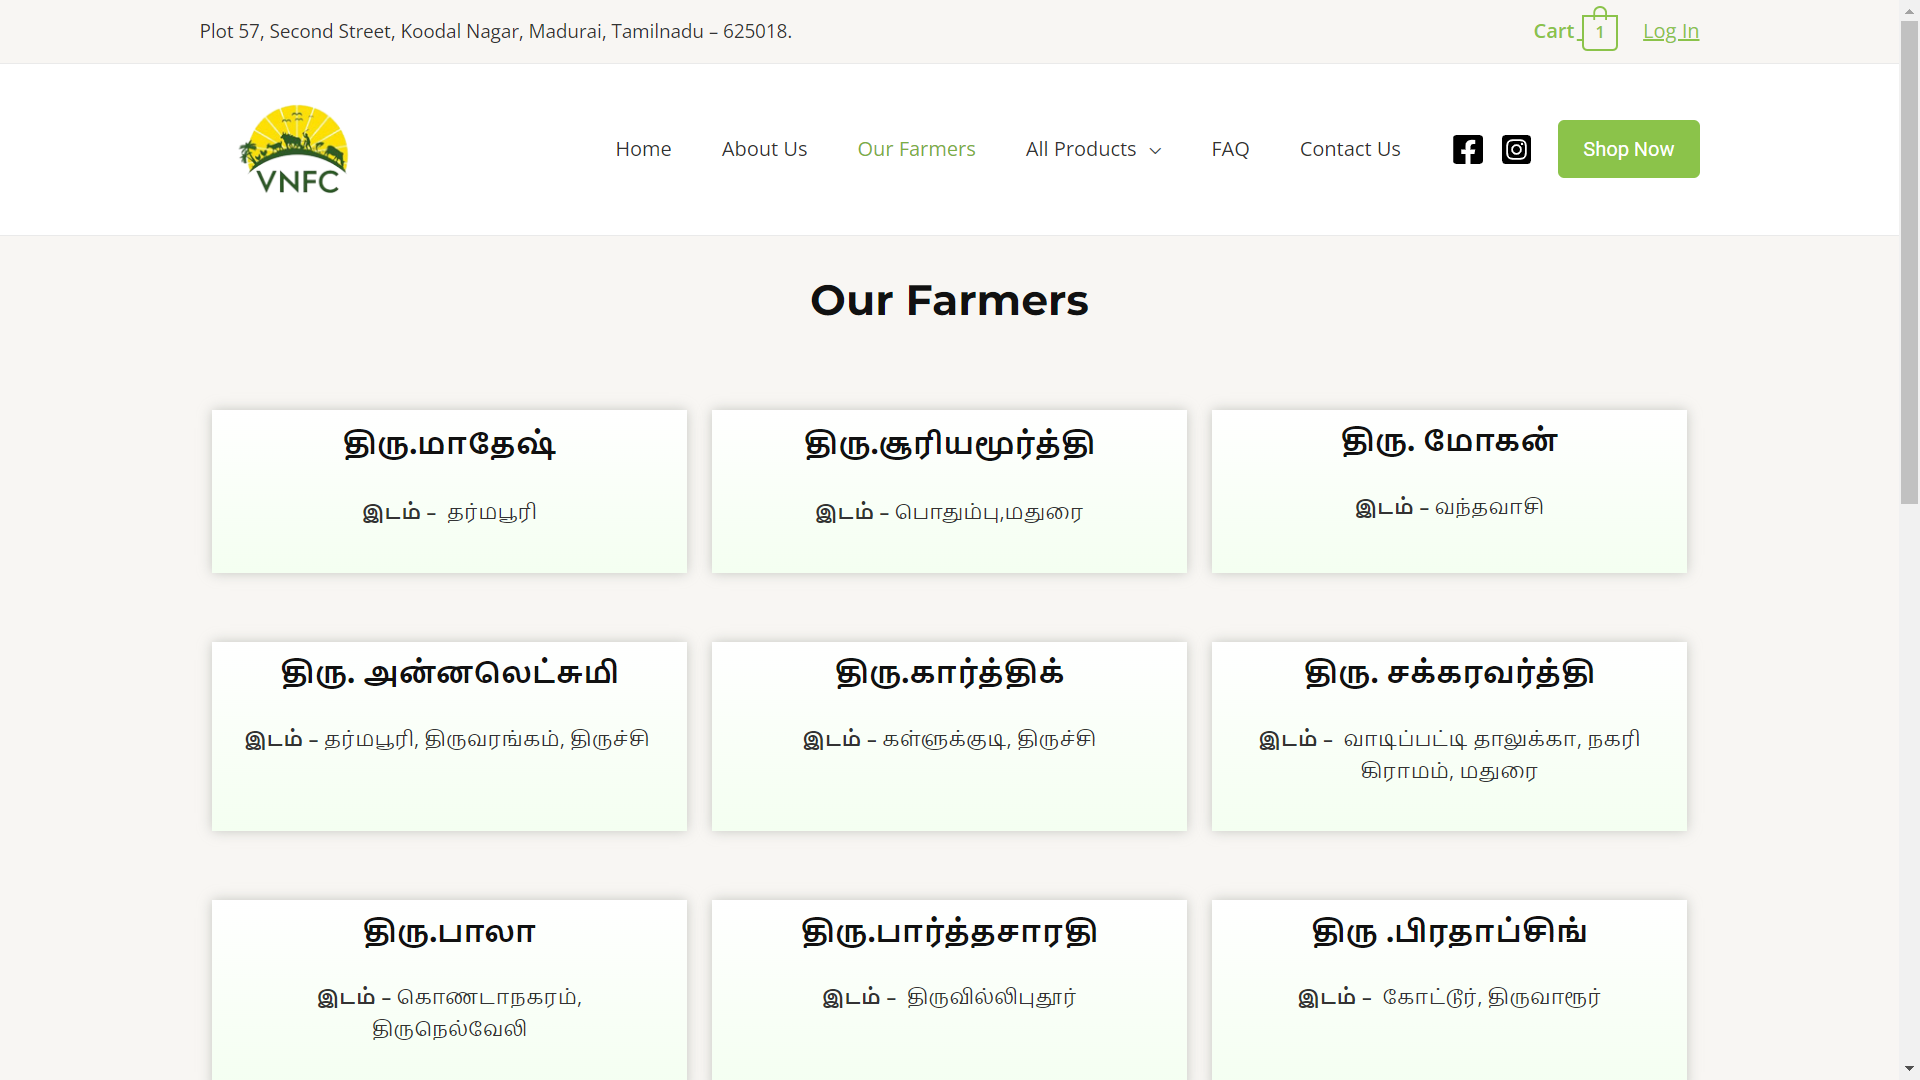 Plot 57, Second Street, Koodal Nagar, Madurai, Tamilnadu – 625018.
Cart 1
Log In
VNFC
Home
About Us
Our Farmers
All Products
FAQ
Contact Us
Shop Now
Our Farmers
திரு.மாதேஷ்
இடம் – தர்மபூரி
திரு.சூரியமூர்த்தி
இடம் – பொதும்பு,மதுரை
திரு. மோகன்
இடம் – வந்தவாசி
திரு. அன்னலெட்சுமி
இடம் – தர்மபூரி, திருவரங்கம், திருச்சி
திரு.கார்த்திக்
இடம் – கள்ளுக்குடி, திருச்சி
திரு. சக்கரவர்த்தி
இடம் – வாடிப்பட்டி தாலுக்கா, நகரி
கிராமம், மதுரை
திரு.பாலா
இடம் – கொணடாநகரம்,
திருநெல்வேலி
திரு.பார்த்தசாரதி
இடம் – திருவில்லிபுதூர்
திரு .பிரதாப்சிங்
இடம் – கோட்டூர், திருவாரூர்